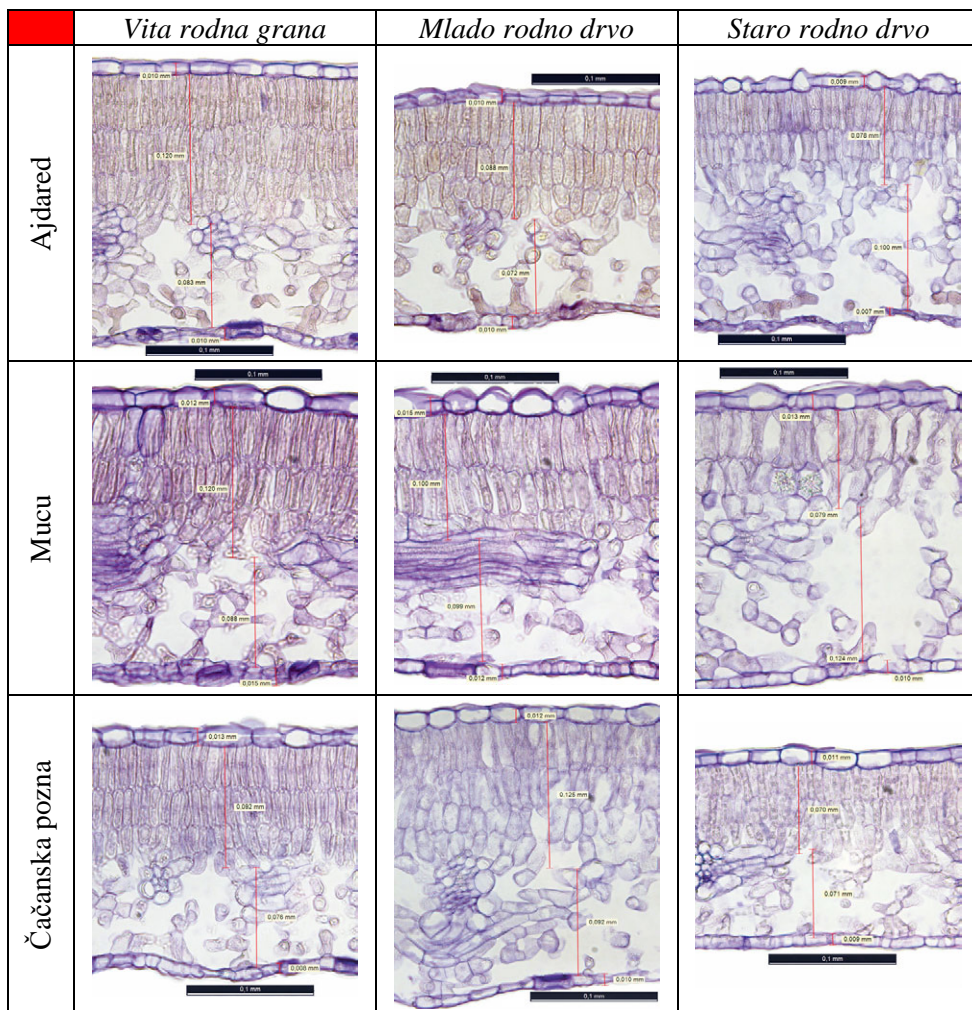 Vita rodna grana Mlado rodno drvo Staro rodno drvo
Ajdared
0,010 mm
0,120 mm
0,083 mm
0,010 mm
0,1 mm
0,1 mm
0,010 mm
0,088 mm
0,072 mm
0,010 mm
0,009 mm
0,078 mm
0,100 mm
0,007 mm
0,1 mm
Mucu
0,1 mm
0,012 mm
0,120 mm
0,088 mm
0,015 mm
0,1 mm
0,015 mm
0,100 mm
0,099 mm
0,012 mm
0,1 mm
0,013 mm
0,079 mm
0,124 mm
0,010 mm
Čačanska pozna
0,013 mm
0,092 mm
0,076 mm
0,008 mm
0,1 mm
0,012 mm
0,125 mm
0,092 mm
0,010 mm
0,1 mm
0,011 mm
0,070 mm
0,071 mm
0,009 mm
0,1 mm